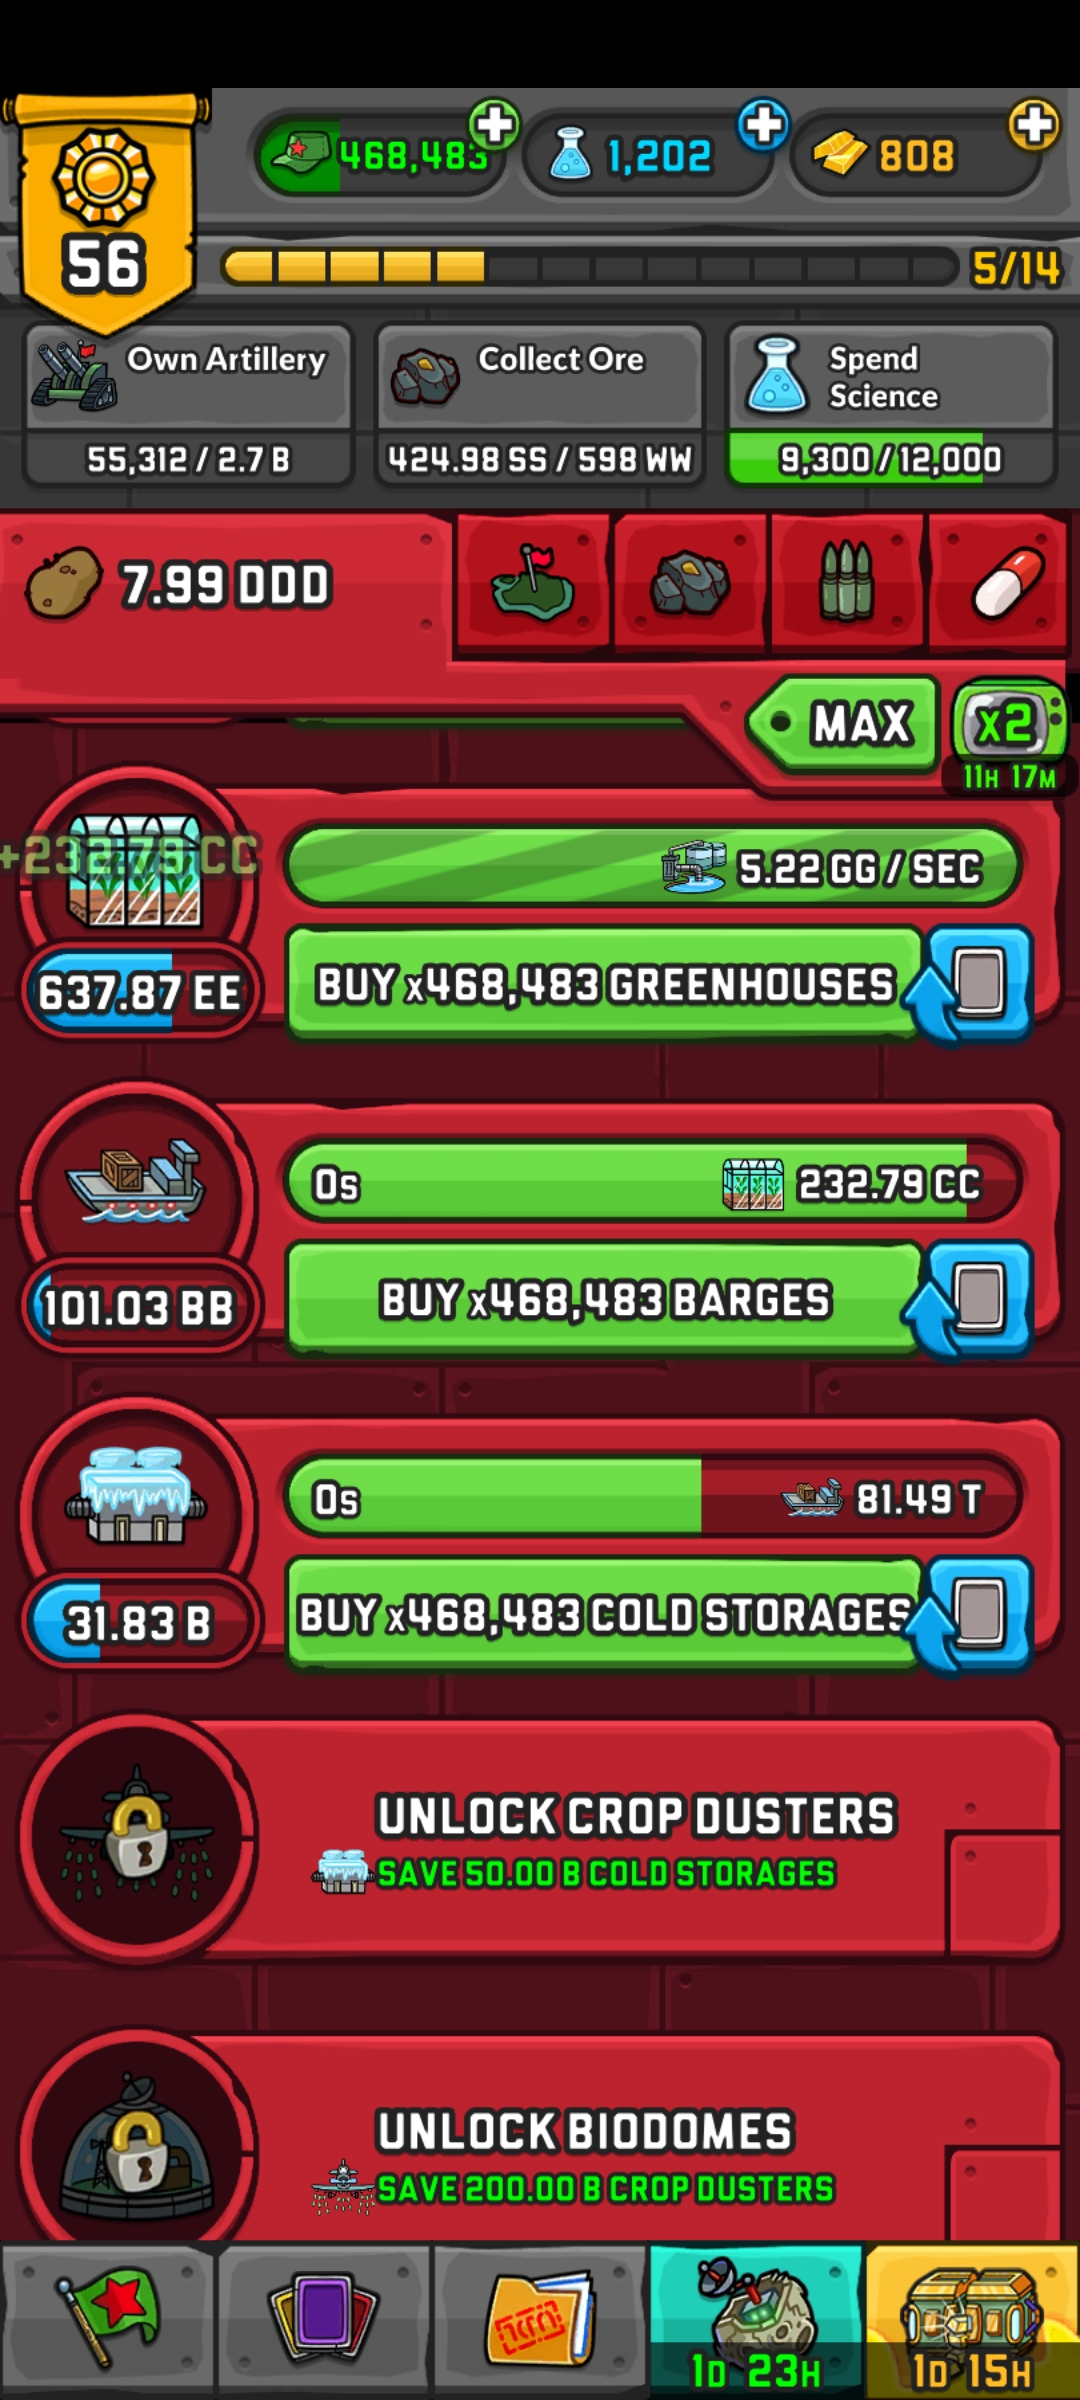 468,483
1,202
808
56
5/14
Own Artillery
55,312 / 2.7 B
Collect Ore
424.98 SS / 598 WW
Spend
Science
9,300 / 12,000
7.99 DDD
MAX
x2
11H 17M
+232.79 CC
5.22 GG / SEC
637.87 EE
BUY x468,483 GREENHOUSES
0s
232.79 CC
101.03 BB
BUY x468,483 BARGES
0s
81.49 T
31.83 B
BUY x468,483 COLD STORAGES
UNLOCK CROP DUSTERS
SAVE 50.00 B COLD STORAGES
UNLOCK BIODOMES
SAVE 200.00 B CROP DUSTERS
1D 23H
1D 15H